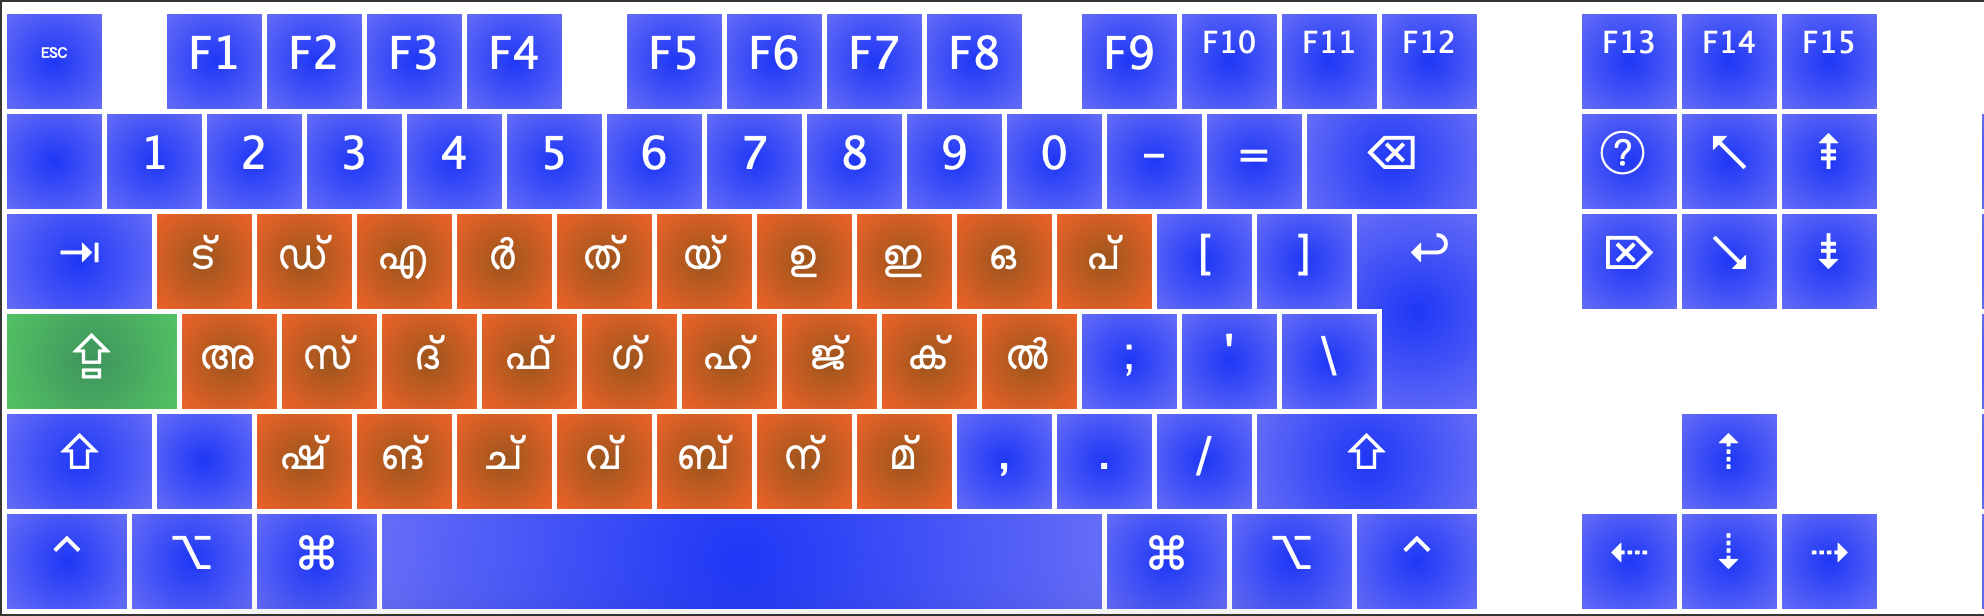 ESC F1 F2 F3 F4 F5 F6 F7 F8 F9 F10 F11 F12 F13 F14 F15
1 2 3 4 5 6 7 8 9 0 - = ?
ട് ഡ് എ ർ ത് യ് ഉ ഇ ഒ പ് [ ]
അ സ് ദ് ഫ് ഗ് ഹ് ജ് ക് ൽ ; ' \
ഷ് ങ് ച് വ് ബ് ന് മ് , . /
^ ⌥ ⌘ ⌘ ⌥ ^